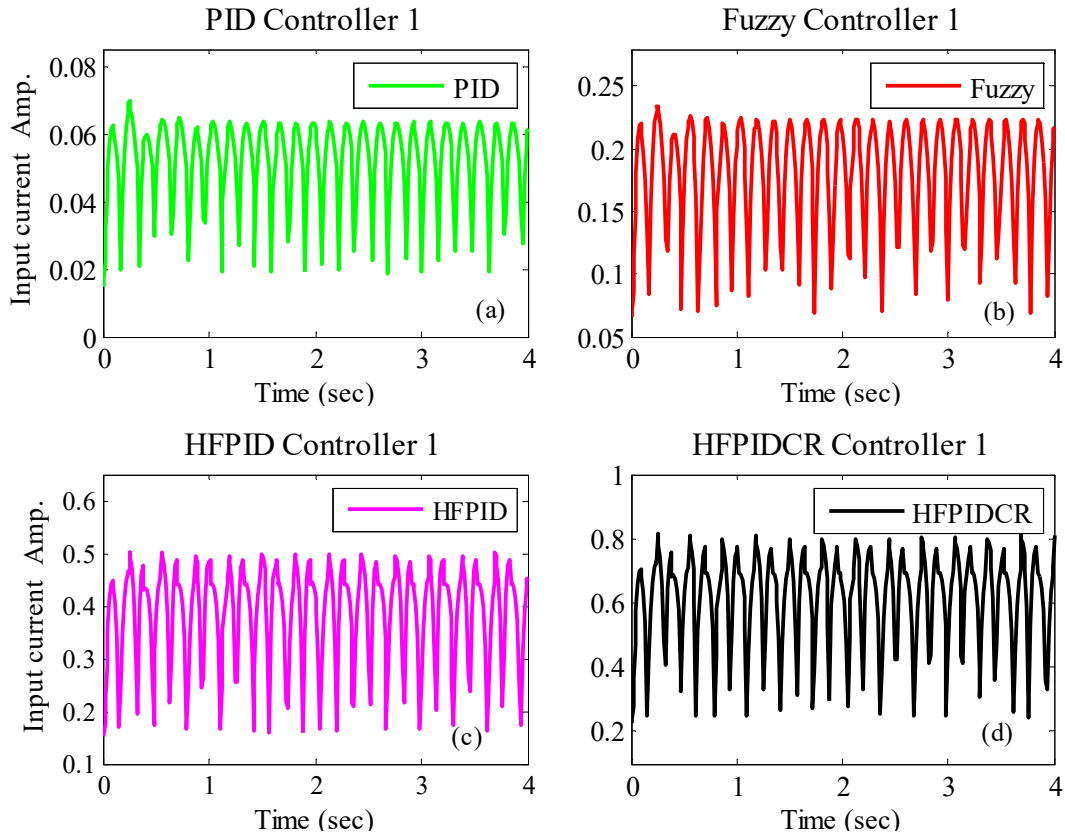 PID Controller 1
Input current Amp.
0.08
0.06
0.04
0.02
0
PID
(a)
0 1 2 3 4
Time (sec)
Fuzzy Controller 1
0.25
0.2
0.15
0.1
0.05
Fuzzy
(b)
0 1 2 3 4
Time (sec)
HFPID Controller 1
Input current Amp.
0.6
0.5
0.4
0.3
0.2
0.1
HFPID
(c)
0 1 2 3 4
Time (sec)
HFPIDCR Controller 1
1
0.8
0.6
0.4
0.2
HFPIDCR
(d)
0 1 2 3 4
Time (sec)